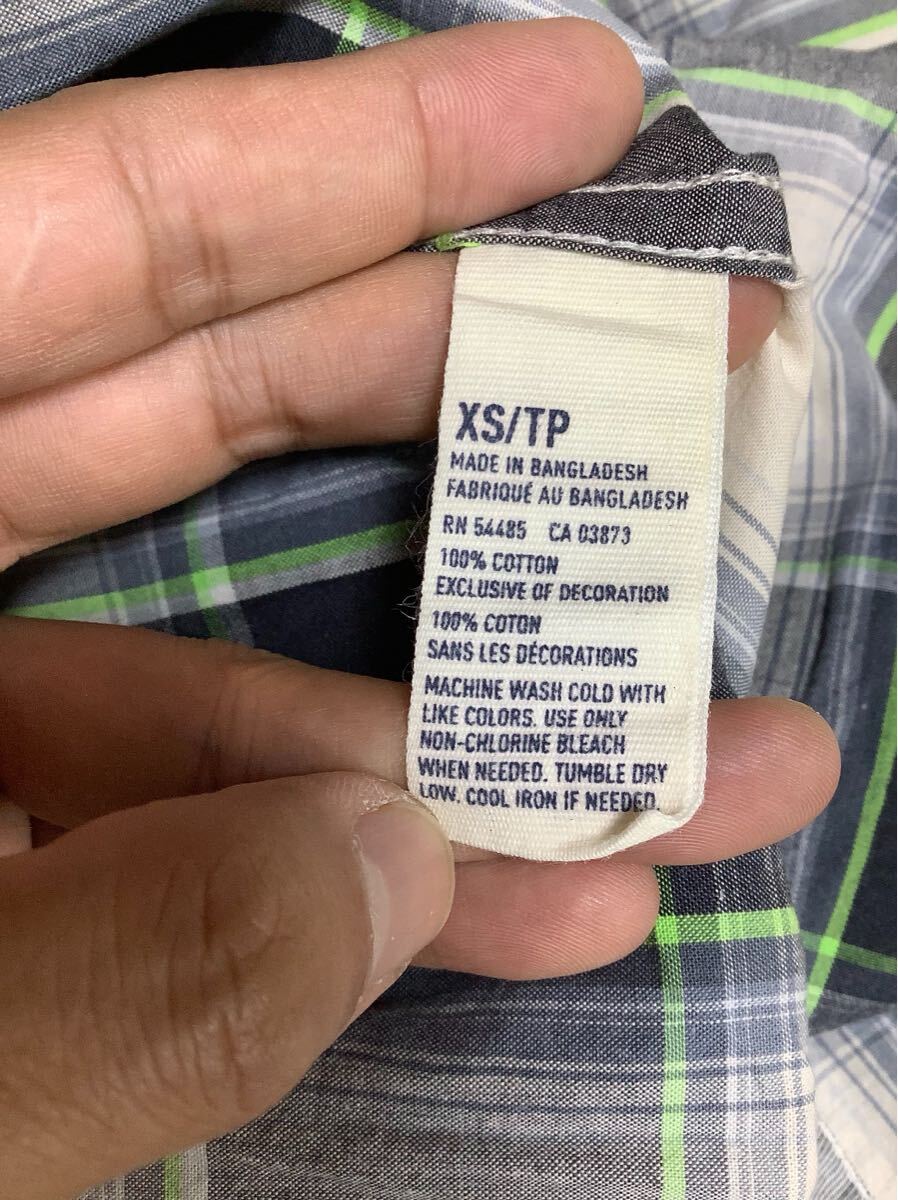 XS/TP
MADE IN BANGLADESH
FABRIQUÉ AU BANGLADESH
RN 54485 CA 03873
100% COTTON
EXCLUSIVE OF DECORATION
100% COTON
SANS LES DÉCORATIONS
MACHINE WASH COLD WITH
LIKE COLORS. USE ONLY
NON-CHLORINE BLEACH
WHEN NEEDED. TUMBLE DRY
LOW. COOL IRON IF NEEDED.